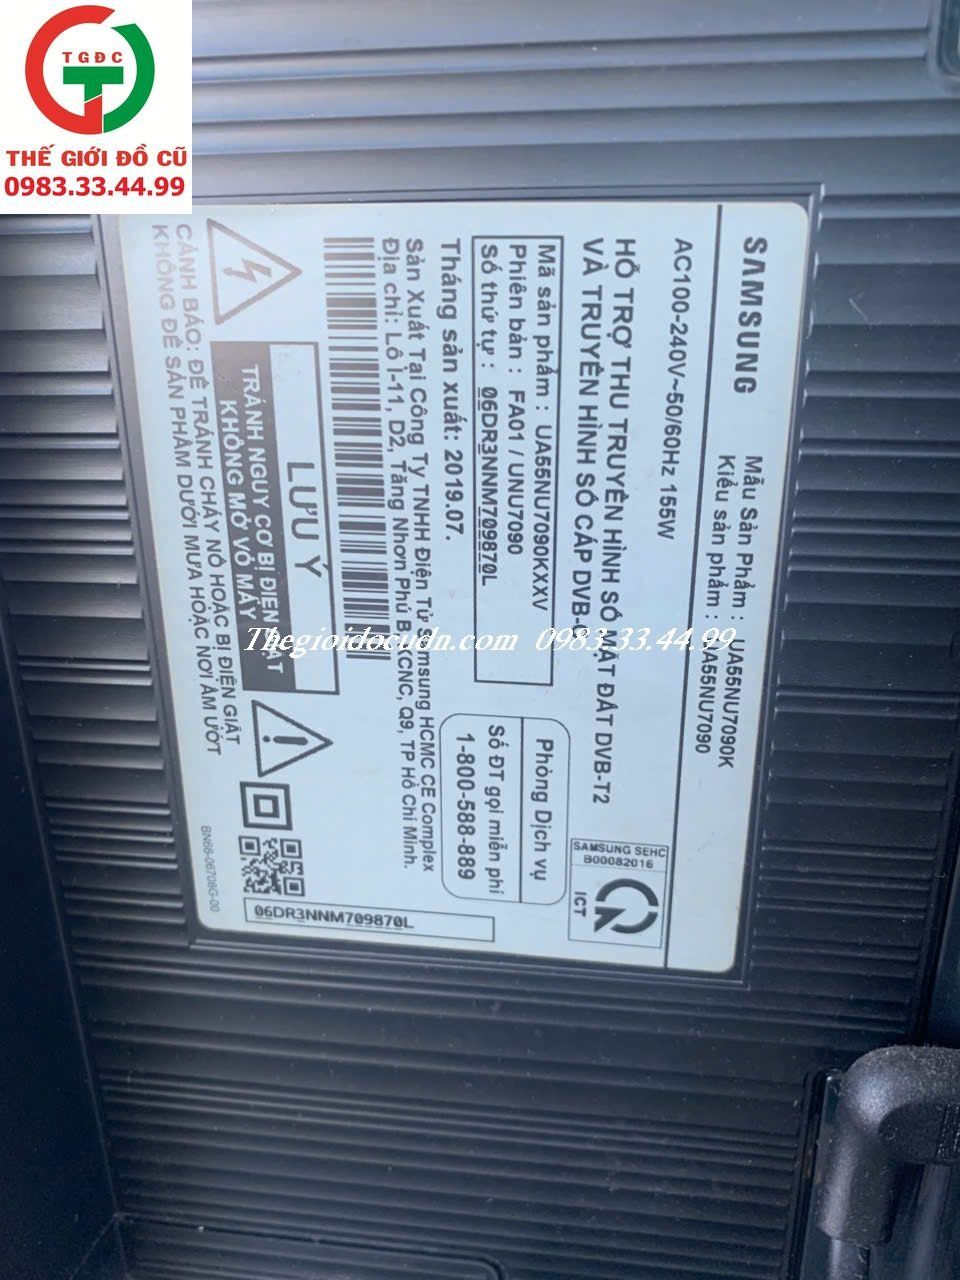 TGĐC
THẾ GIỚI ĐỒ CŨ
0983.33.44.99
SAMSUNG
Mẫu Sản Phẩm : UA55NU7090K
Kiểu sản phẩm : UA55NU7090
AC100-240V~50/60Hz 155W
HỖ TRỢ THU TRUYỀN HÌNH SỐ MẶT ĐẤT DVB-T2
VÀ TRUYỀN HÌNH SỐ CÁP DVB-C
Mã sản phẩm : UA55NU7090KXXV
Phiên bản : FA01 / UNU7090
Số thứ tự : 06DR3NNM709870L
Tháng sản xuất: 2019.07.
Sản Xuất Tại Công Ty TNHH Điện Tử Samsung HCMC CE Complex
Địa chỉ: Lô I-11, D2, Tăng Nhơn Phú B, KCNC, Q9, TP Hồ Chí Minh.
Phòng Dịch vụ
Số ĐT gọi miễn phí
1-800-588-889
SAMSUNG SEHC
B00082016
ICT
LƯU Ý
TRÁNH NGUY CƠ BỊ ĐIỆN GIẬT
KHÔNG MỞ VỎ MÁY
CẢNH BÁO: ĐỂ TRÁNH CHÁY NỔ HOẶC BỊ ĐIỆN GIẬT
KHÔNG ĐỂ SẢN PHẨM DƯỚI MƯA HOẶC NƠI ẨM ƯỚT
06DR3NNM709870L
BN68-06708G-00
Thegioidocudn.com 0983.33.44.99